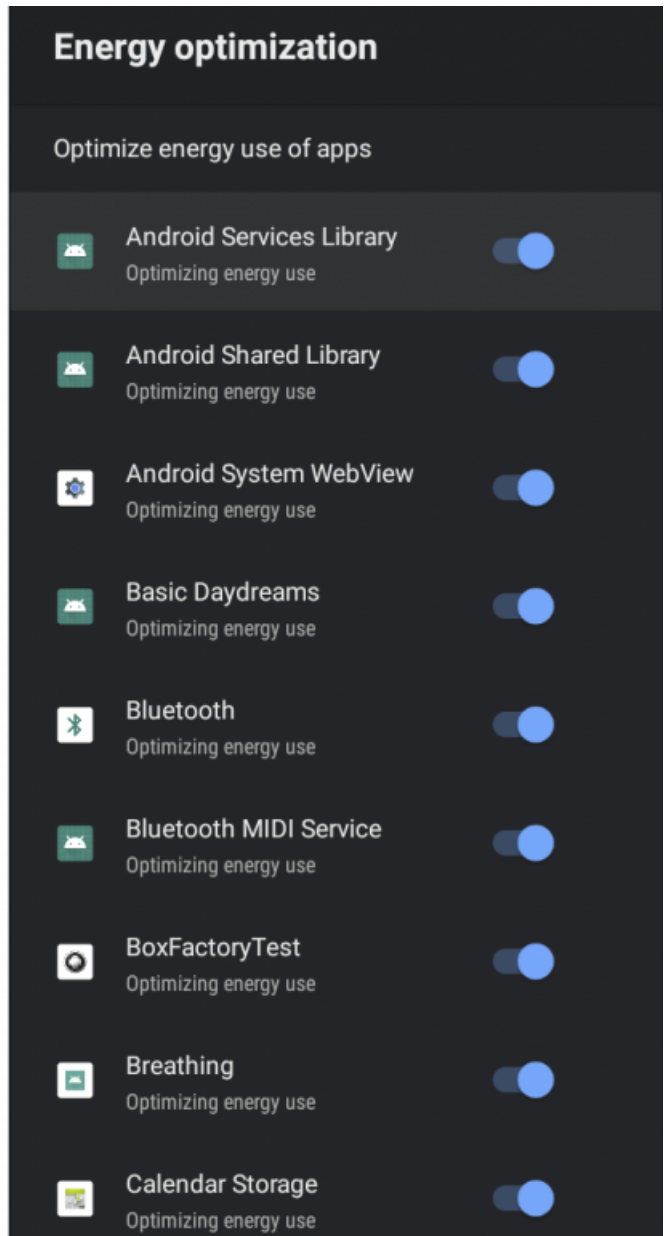 Energy optimization
Optimize energy use of apps
Android Services Library
Optimizing energy use
Android Shared Library
Optimizing energy use
Android System WebView
Optimizing energy use
Basic Daydreams
Optimizing energy use
Bluetooth
Optimizing energy use
Bluetooth MIDI Service
Optimizing energy use
BoxFactoryTest
Optimizing energy use
Breathing
Optimizing energy use
Calendar Storage
Optimizing energy use